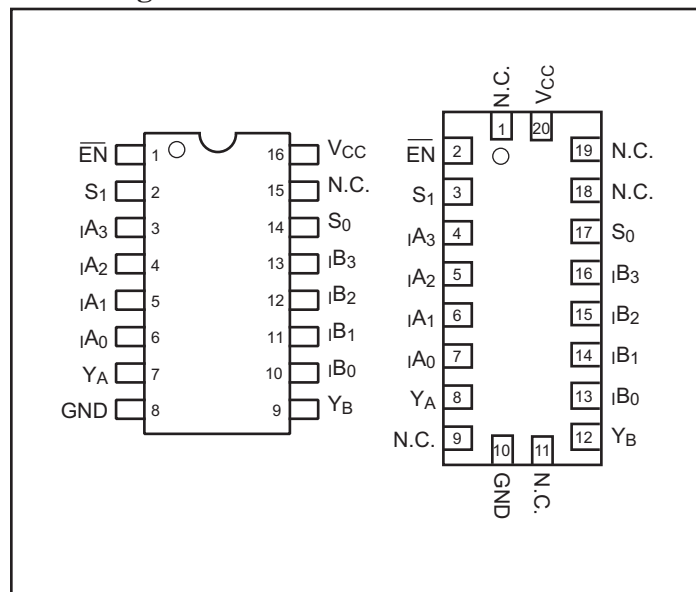 EN 1 16 VCC
S1 2 15 N.C.
IA3 3 14 S0
IA2 4 13 IB3
IA1 5 12 IB2
IA0 6 11 IB1
YA 7 10 IB0
GND 8 9 YB
N.C. VCC
1 20
EN 2 19 N.C.
S1 3 18 N.C.
IA3 4 17 S0
IA2 5 16 IB3
IA1 6 15 IB2
IA0 7 14 IB1
YA 8 13 IB0
N.C. 9 12 YB
10 11
GND N.C.